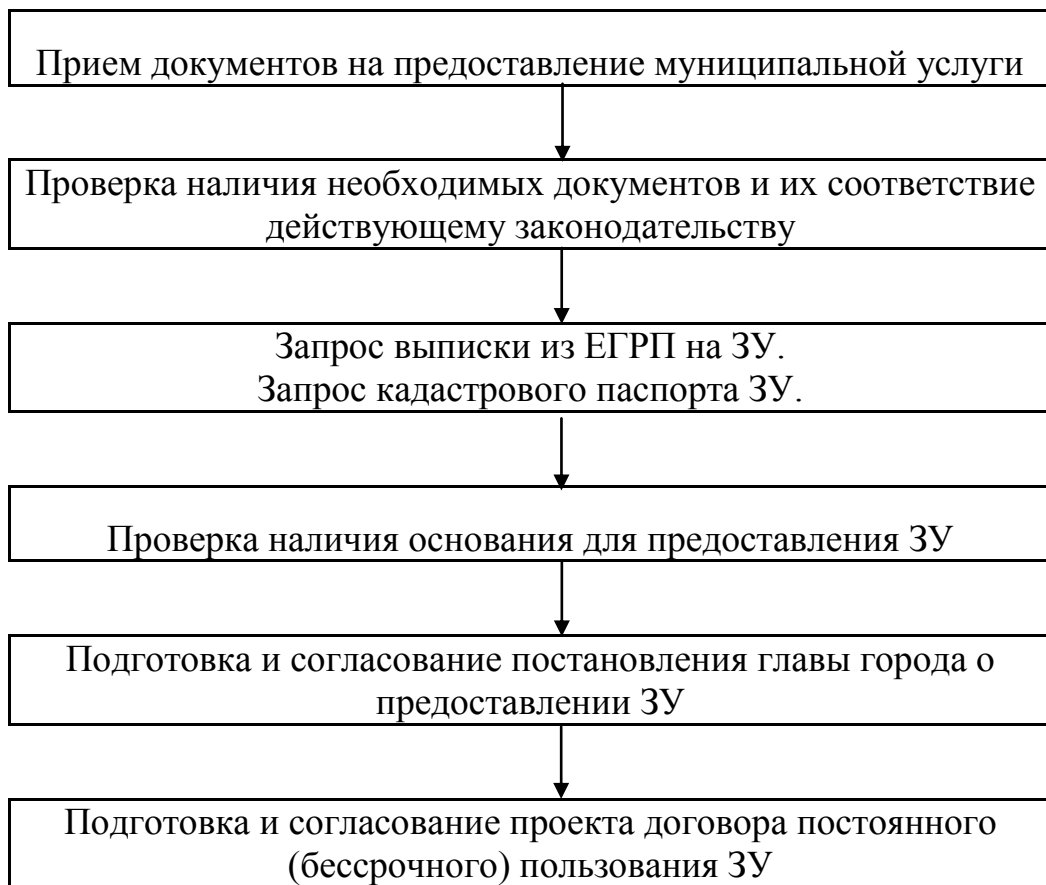 Прием документов на предоставление муниципальной услуги
Проверка наличия необходимых документов и их соответствие
действующему законодательству
Запрос выписки из ЕГРП на ЗУ.
Запрос кадастрового паспорта ЗУ.
Проверка наличия основания для предоставления ЗУ
Подготовка и согласование постановления главы города о
предоставлении ЗУ
Подготовка и согласование проекта договора постоянного
(бессрочного) пользования ЗУ